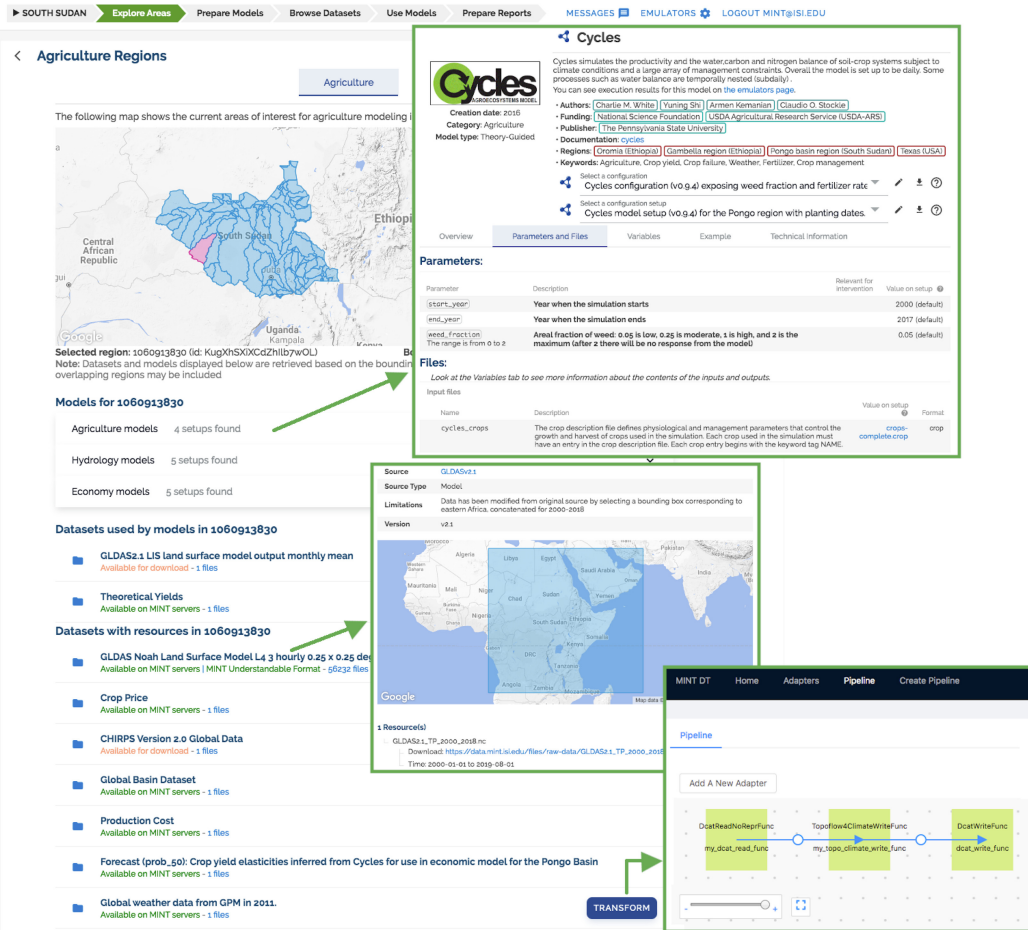 SOUTH SUDAN
Explore Areas
Prepare Models
Browse Datasets
Use Models
Prepare Reports
MESSAGES
EMULATORS
LOGOUT MINT@ISI.EDU
Agriculture Regions
Agriculture
The following map shows the current areas of interest for agriculture modeling i
Central
African
Republic
South Sudan
Ethiopi
Juba
gui
Uganda
Kampala
Kenya
Google
Selected region: 1060913830 (id: KugXhSXiXCdZhIlb7wOL)
Bo
Note: Datasets and models displayed below are retrieved based on the boundin
overlapping regions may be included
Models for 1060913830
Agriculture models 4 setups found
Hydrology models 5 setups found
Economy models 5 setups found
Datasets used by models in 1060913830
GLDAS2.1 LIS land surface model output monthly mean
Available for download - 1 files
Theoretical Yields
Available on MINT servers - 1 files
Datasets with resources in 1060913830
GLDAS Noah Land Surface Model L4 3 hourly 0.25 x 0.25 deg
Available on MINT servers | MINT Understandable Format - 56232 files
Crop Price
Available on MINT servers - 1 files
CHIRPS Version 2.0 Global Data
Available for download - 1 files
Global Basin Dataset
Available on MINT servers - 1 files
Production Cost
Available on MINT servers - 1 files
Forecast (prob_50): Crop yield elasticities inferred from Cycles for use in economic model for the Pongo Basin
Available on MINT servers - 1 files
Global weather data from GPM in 2011.
Available on MINT servers - 1 files
TRANSFORM
Cycles
Cycles
AGROECOSYSTEMS MODEL
Creation date: 2016
Category: Agriculture
Model type: Theory-Guided
Cycles simulates the productivity and the water,carbon and nitrogen balance of soil-crop systems subject to
climate conditions and a large array of management constraints. Overall the model is set up to be daily. Some
processes such as water balance are temporally nested (subdaily) .
You can see execution results for this model on the emulators page.
• Authors: Charlie M. White Yuning Shi Armen Kemanian Claudio O. Stockle
• Funding: National Science Foundation USDA Agricultural Research Service (USDA-ARS)
• Publisher: The Pennsylvania State University
• Documentation: cycles
• Regions: Oromia (Ethiopia) Gambella region (Ethiopia) Pongo basin region (South Sudan) Texas (USA)
• Keywords: Agriculture, Crop yield, Crop failure, Weather, Fertilizer, Crop management
Select a configuration
Cycles configuration (v0.9.4) exposing weed fraction and fertilizer rate
Select a configuration setup
Cycles model setup (v0.9.4) for the Pongo region with planting dates.
Overview
Parameters and Files
Variables
Example
Technical Information
Parameters:
Parameter
Description
Relevant for
intervention
Value on setup
start_year
Year when the simulation starts
2000 (default)
end_year
Year when the simulation ends
2017 (default)
weed_fraction
The range is from 0 to 2
Areal fraction of weed: 0.05 is low, 0.25 is moderate, 1 is high, and 2 is the
maximum (after 2 there will be no response from the model)
0.05 (default)
Files:
Look at the Variables tab to see more information about the contents of the inputs and outputs.
Input files
Name
Description
Value on setup
Format
cycles_crops
The crop description file defines physiological and management parameters that control the
growth and harvest of crops used in the simulation. Each crop used in the simulation must
have an entry in the crop description file. Each crop entry begins with the keyword tag NAME.
crops-
complete.crop
crop
Source GLDASv2.1
Source Type Model
Limitations
Data has been modified from original source by selecting a bounding box corresponding to
eastern Africa. concatenated for 2000-2018
Version v2.1
Morocco
Algeria
Libya
Egypt
Pakistan
Western
Sahara
Saudi Arabia
India
Oman
Mauritania
Mali
Niger
Chad
Sudan
Yemen
Burkina
Faso
Guinea
Ghana
Nigeria
South Sudan
Ethiopia
Somalia
Kenya
Gabon
DRC
Tanzania
Angola
Zambia
Mozambique
Google
Map data
1 Resource(s)
GLDAS2.1_TP_2000_2018.nc
Download: https://data.mint.isi.edu/files/raw-data/GLDAS2.1_TP_2000_2018
Time: 2000-01-01 to 2019-08-01
MINT DT
Home
Adapters
Pipeline
Create Pipeline
Pipeline
Add A New Adapter
DcatReadNoReprFunc
my_dcat_read_func
Topoflow4ClimateWriteFunc
my_topo_climate_write_func
DcatWriteFunc
dcat_write_func
- +